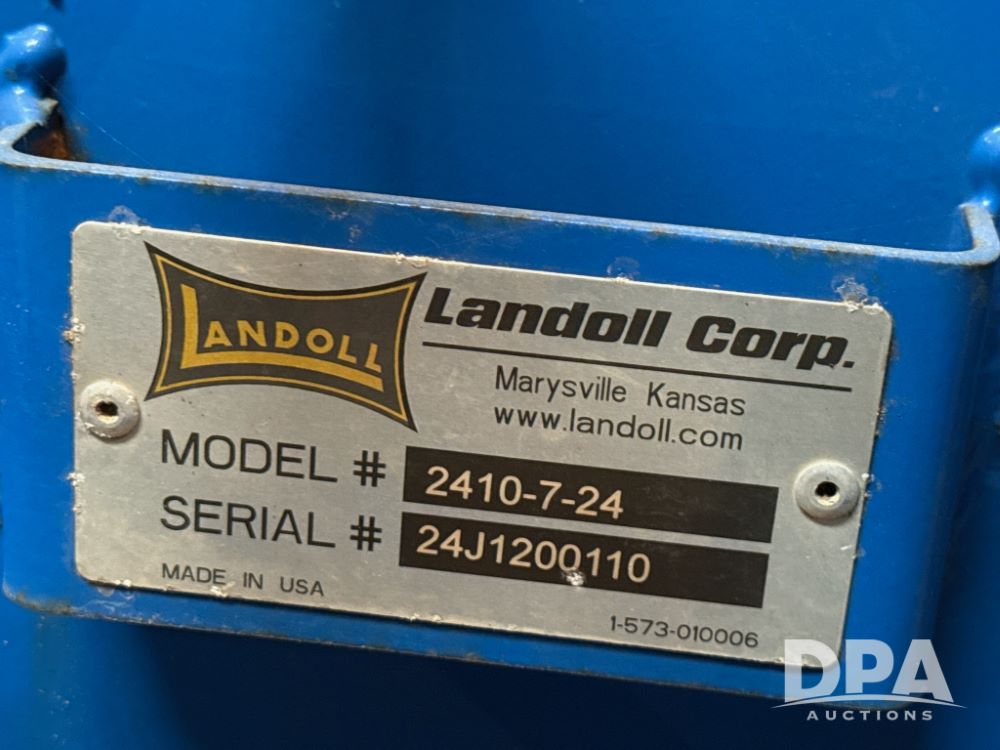 LANDOLL
Landoll Corp.
Marysville Kansas
www.landoll.com
MODEL # 2410-7-24
SERIAL # 24J1200110
MADE IN USA
1-573-010006
DPA
AUCTIONS